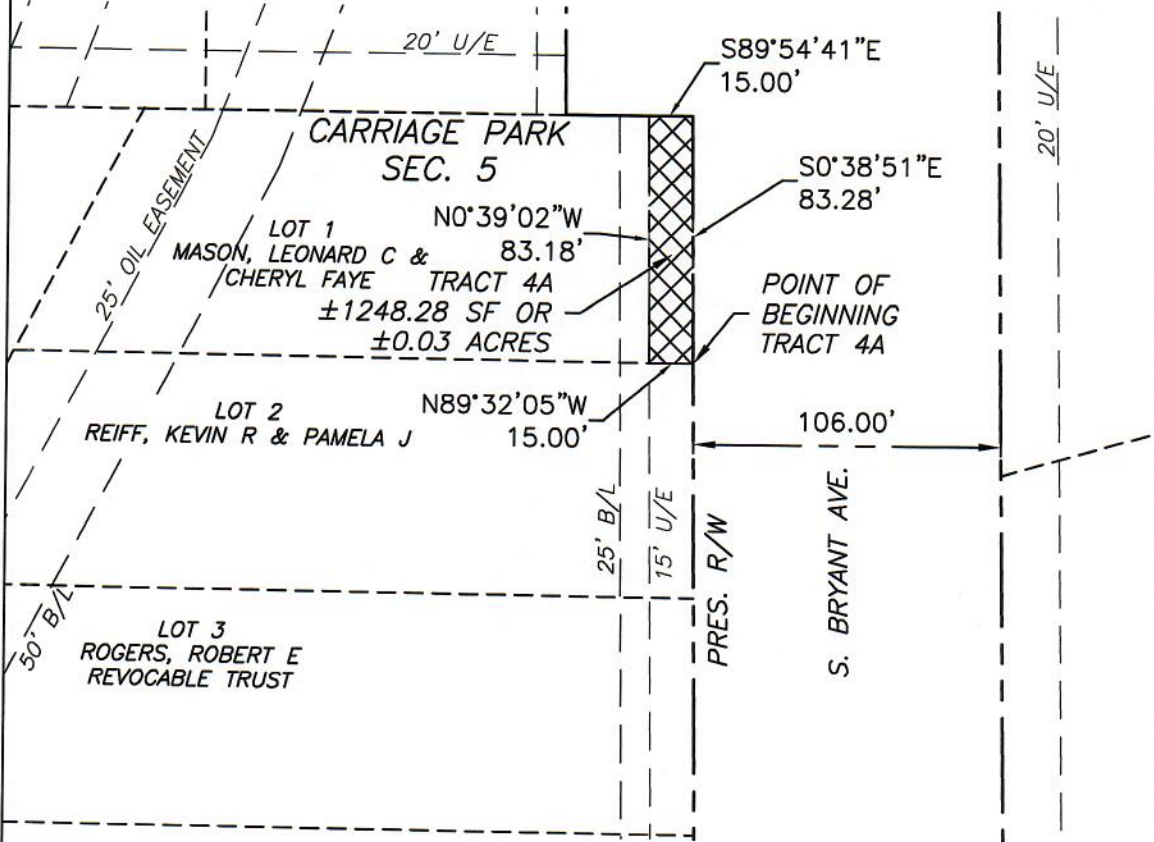 20' U/E
S89°54'41"E
15.00'
20' U/E
CARRIAGE PARK
SEC. 5
25' OIL EASEMENT
S0°38'51"E
83.28'
N0°39'02"W
83.18'
LOT 1
MASON, LEONARD C &
CHERYL FAYE
TRACT 4A
±1248.28 SF OR
±0.03 ACRES
POINT OF
BEGINNING
TRACT 4A
LOT 2
REIFF, KEVIN R & PAMELA J
N89°32'05"W
15.00'
106.00'
25' B/L
15' U/E
PRES. R/W
S. BRYANT AVE.
50' B/L
LOT 3
ROGERS, ROBERT E
REVOCABLE TRUST